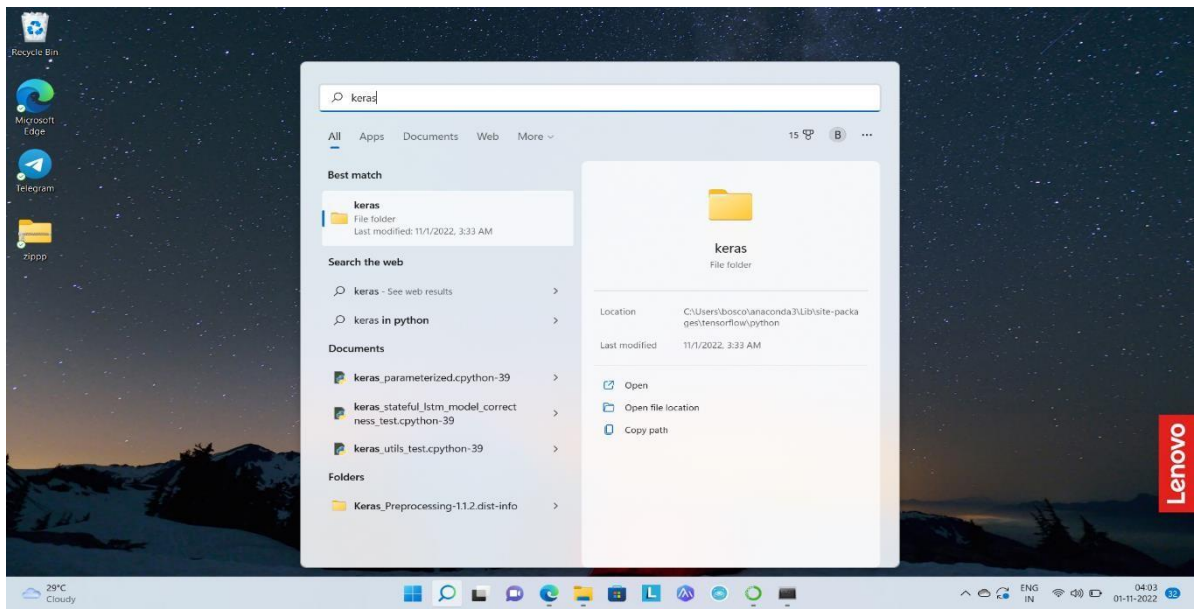 Recycle Bin
Microsoft
Edge
Telegram
zippp
keras
All Apps Documents Web More
15 B ...
Best match
keras
File folder
Last modified: 11/1/2022, 3:33 AM
Search the web
keras - See web results
keras in python
Documents
keras_parameterized.cpython-39
keras_stateful_lstm_model_correct
ness_test.cpython-39
keras_utils_test.cpython-39
Folders
Keras_Preprocessing-1.1.2.dist-info
keras
File folder
Location C:\Users\bosco\anaconda3\Lib\site-packa
ges\tensorflow\python
Last modified 11/1/2022, 3:33 AM
Open
Open file location
Copy path
Lenovo
29°C
Cloudy
L
ENG
IN
04:03
01-11-2022
32